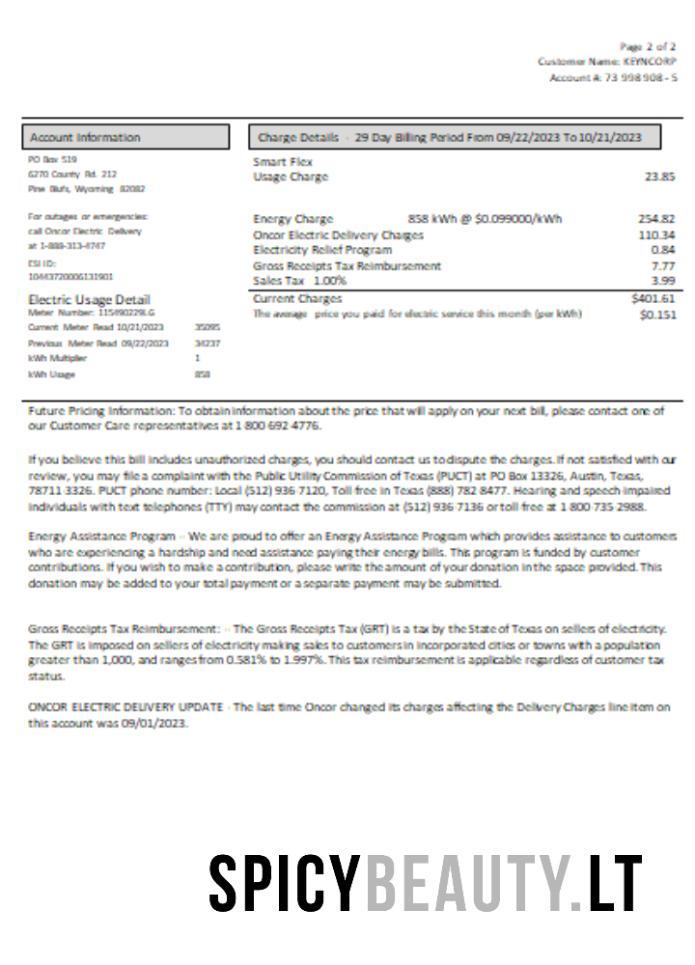 Page 2 of 2
Customer Name: KEYNCORP
Account #: 73 998 908 - 5
Account Information
PO Box 519
6270 County Rd. 212
Pine Blufs, Wyoming 82082
For outages or emergencies:
call Oncor Electric Delivery
at 1-888-313-4747
ESI ID:
10443720006131901
Electric Usage Detail
Meter Number: 115490229LG
Current Meter Read 10/21/2023 35095
Previous Meter Read 09/22/2023 34237
kWh Multiplier 1
kWh Usage 858
Charge Details - 29 Day Billing Period From 09/22/2023 To 10/21/2023
Smart Flex
Usage Charge 23.85
Energy Charge 858 kWh @ $0.099000/kWh 254.82
Oncor Electric Delivery Charges 110.34
Electricity Relief Program 0.84
Gross Receipts Tax Reimbursement 7.77
Sales Tax 1.00% 3.99
Current Charges $401.61
The average price you paid for electric service this month (per kWh) $0.151
Future Pricing Information: To obtain information about the price that will apply on your next bill, please contact one of
our Customer Care representatives at 1 800 692 4776.
If you believe this bill includes unauthorized charges, you should contact us to dispute the charges. If not satisfied with our
review, you may file a complaint with the Public Utility Commission of Texas (PUCT) at PO Box 13326, Austin, Texas,
78711 3326. PUCT phone number: Local (512) 936 7120, Toll free in Texas (888) 782 8477. Hearing and speech impaired
individuals with text telephones (TTY) may contact the commission at (512) 936 7136 or toll free at 1 800 735 2988.
Energy Assistance Program -- We are proud to offer an Energy Assistance Program which provides assistance to customers
who are experiencing a hardship and need assistance paying their energy bills. This program is funded by customer
contributions. If you wish to make a contribution, please write the amount of your donation in the space provided. This
donation may be added to your total payment or a separate payment may be submitted.
Gross Receipts Tax Reimbursement: -- The Gross Receipts Tax (GRT) is a tax by the State of Texas on sellers of electricity.
The GRT is imposed on sellers of electricity making sales to customers in incorporated cities or towns with a population
greater than 1,000, and ranges from 0.581% to 1.997%. This tax reimbursement is applicable regardless of customer tax
status.
ONCOR ELECTRIC DELIVERY UPDATE - The last time Oncor changed its charges affecting the Delivery Charges line item on
this account was 09/01/2023.
SPICYBEAUTY.LT